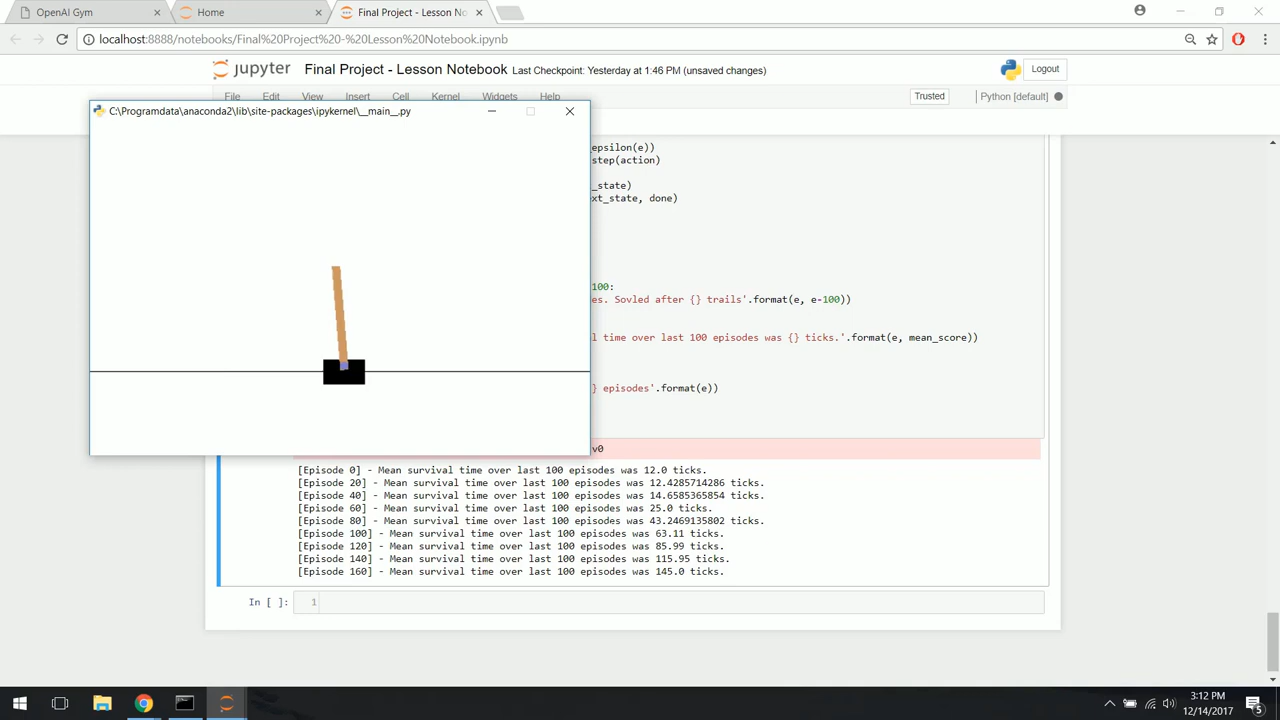 OpenAI Gym
Home
Final Project - Lesson No
localhost:8888/notebooks/Final%20Project%20-%20Lesson%20Notebook.ipynb
jupyter Final Project - Lesson Notebook Last Checkpoint: Yesterday at 1:46 PM (unsaved changes)
Logout
File Edit View Insert Cell Kernel Widgets Help
Trusted
Python [default]
C:\Programdata\anaconda2\lib\site-packages\ipykernel\__main__.py
_epsilon(e))
step(action)
_state)
ext_state, done)
100:
es. Sovled after {} trails'.format(e, e-100))
l time over last 100 episodes was {} ticks.'.format(e, mean_score))
} episodes'.format(e))
v0
[Episode 0] - Mean survival time over last 100 episodes was 12.0 ticks.
[Episode 20] - Mean survival time over last 100 episodes was 12.4285714286 ticks.
[Episode 40] - Mean survival time over last 100 episodes was 14.6585365854 ticks.
[Episode 60] - Mean survival time over last 100 episodes was 25.0 ticks.
[Episode 80] - Mean survival time over last 100 episodes was 43.2469135802 ticks.
[Episode 100] - Mean survival time over last 100 episodes was 63.11 ticks.
[Episode 120] - Mean survival time over last 100 episodes was 85.99 ticks.
[Episode 140] - Mean survival time over last 100 episodes was 115.95 ticks.
[Episode 160] - Mean survival time over last 100 episodes was 145.0 ticks.
In [ ]: 1
3:12 PM
12/14/2017
5